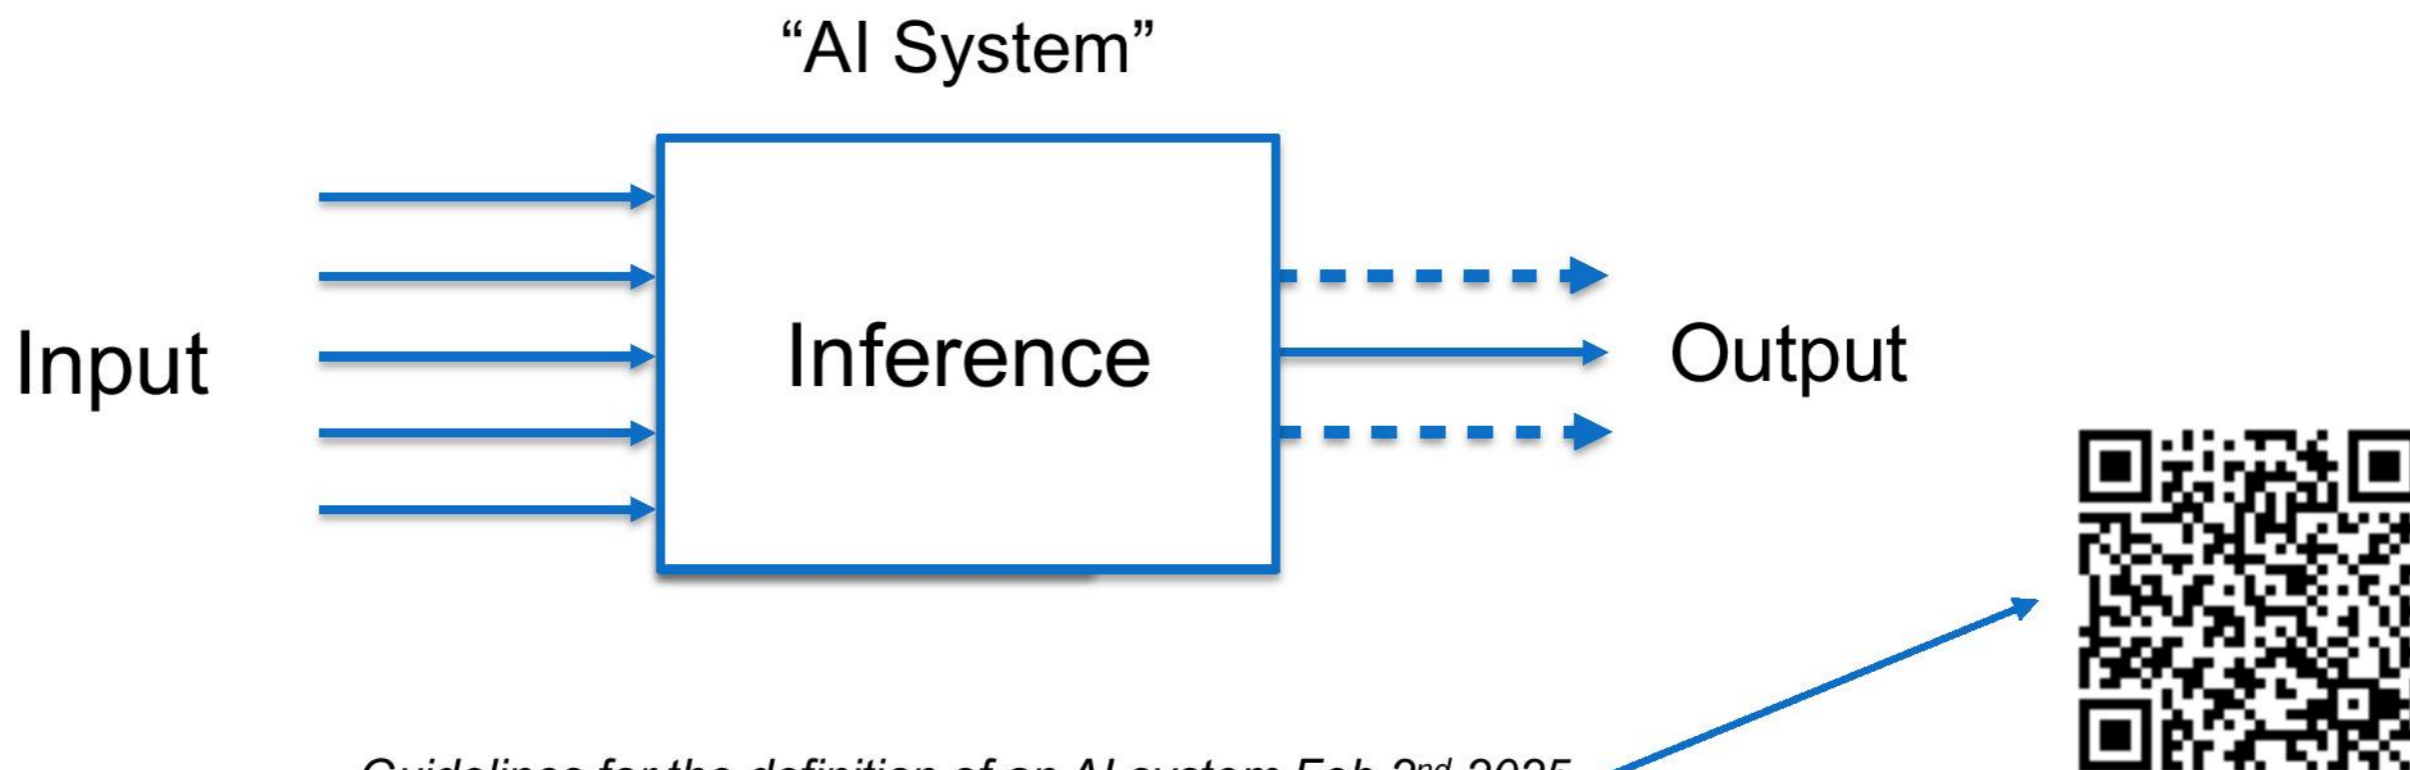 “AI System”
Input
Inference
Output
Guidelines for the definition of an AI system Feb 2nd 2025